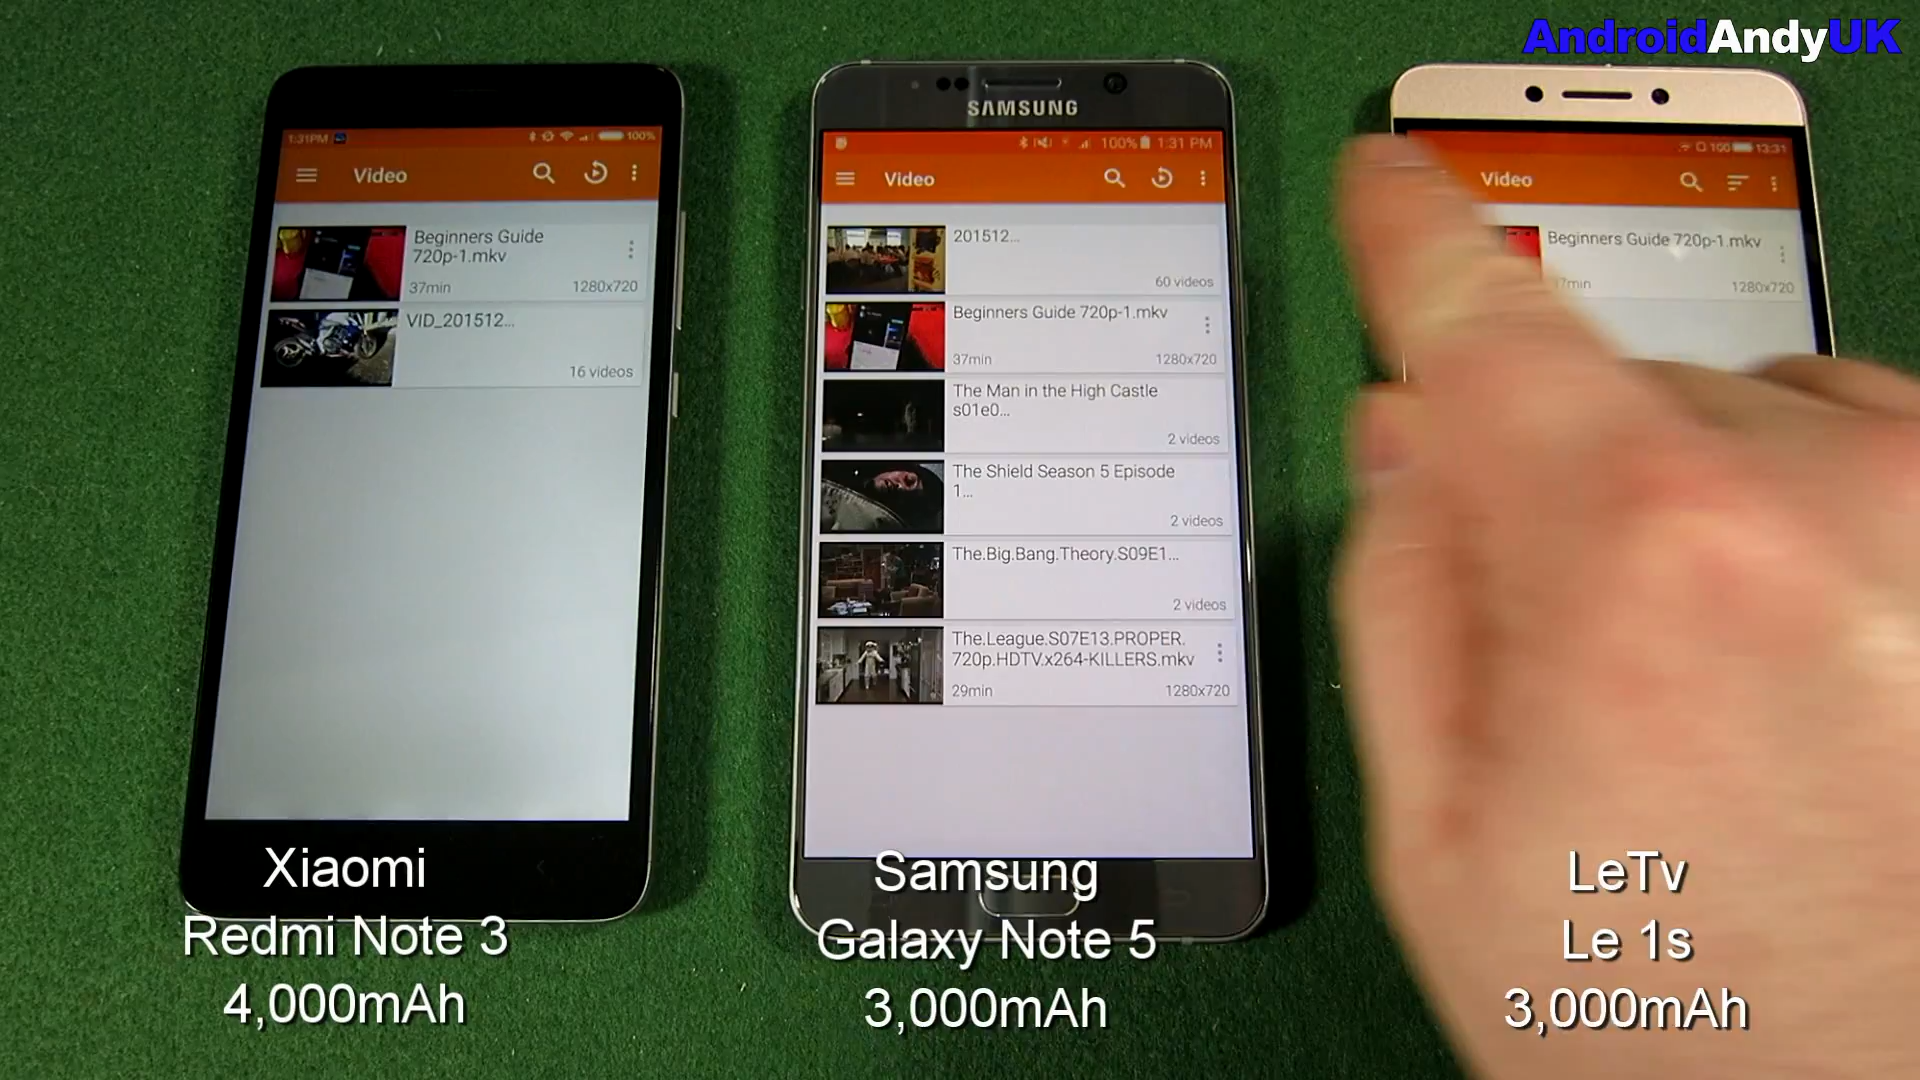 AndroidAndyUK
1:31PM
100%
Video
Beginners Guide
720p-1.mkv
37min
1280x720
VID_201512...
16 videos
Xiaomi
Redmi Note 3
4,000mAh
SAMSUNG
100% 1:31 PM
Video
201512...
60 videos
Beginners Guide 720p-1.mkv
37min
1280x720
The Man in the High Castle
s01e0...
2 videos
The Shield Season 5 Episode
1...
2 videos
The.Big.Bang.Theory.S09E1...
2 videos
The.League.S07E13.PROPER.
720p.HDTV.x264-KILLERS.mkv
29min
1280x720
Samsung
Galaxy Note 5
3,000mAh
100 13:31
Video
Beginners Guide 720p-1.mkv
7min
1280x720
LeTv
Le 1s
3,000mAh